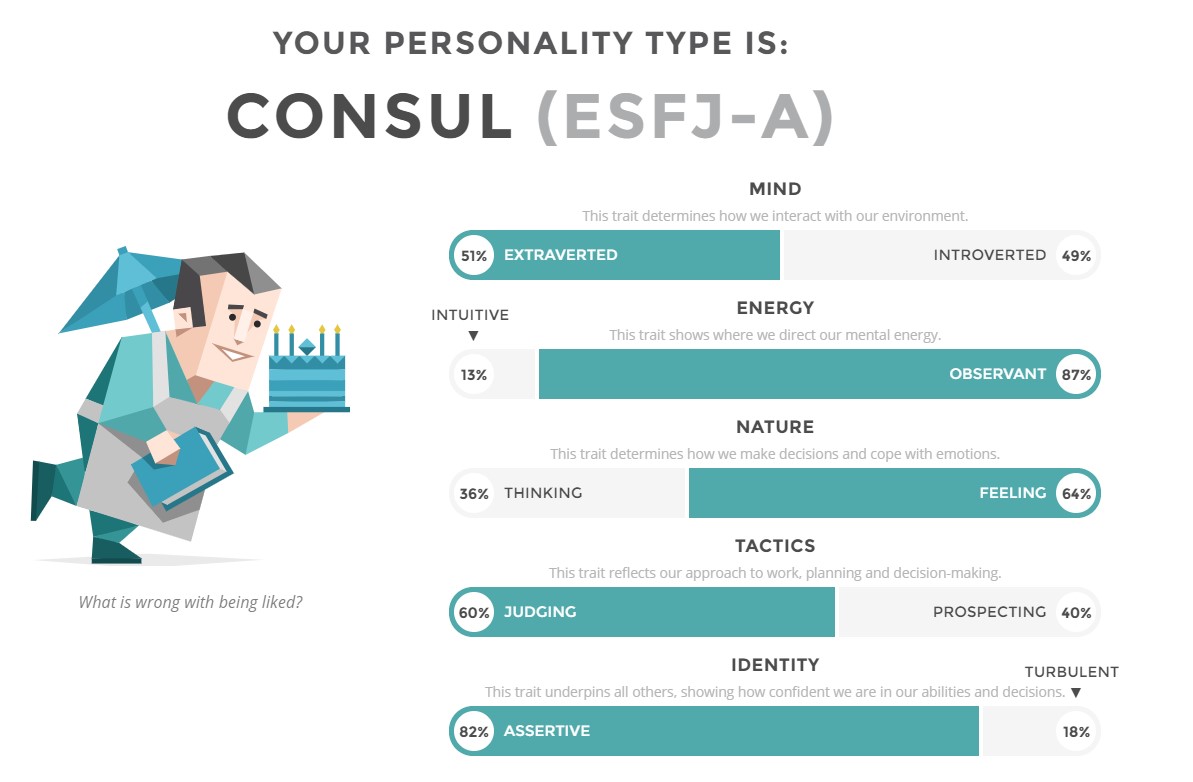 YOUR PERSONALITY TYPE IS:
CONSUL (ESFJ-A)
MIND
This trait determines how we interact with our environment.
51% EXTRAVERTED INTROVERTED 49%
INTUITIVE ▼
ENERGY
This trait shows where we direct our mental energy.
13% OBSERVANT 87%
NATURE
This trait determines how we make decisions and cope with emotions.
36% THINKING FEELING 64%
TACTICS
This trait reflects our approach to work, planning and decision-making.
60% JUDGING PROSPECTING 40%
What is wrong with being liked?
IDENTITY
TURBULENT ▼
This trait underpins all others, showing how confident we are in our abilities and decisions.
82% ASSERTIVE 18%